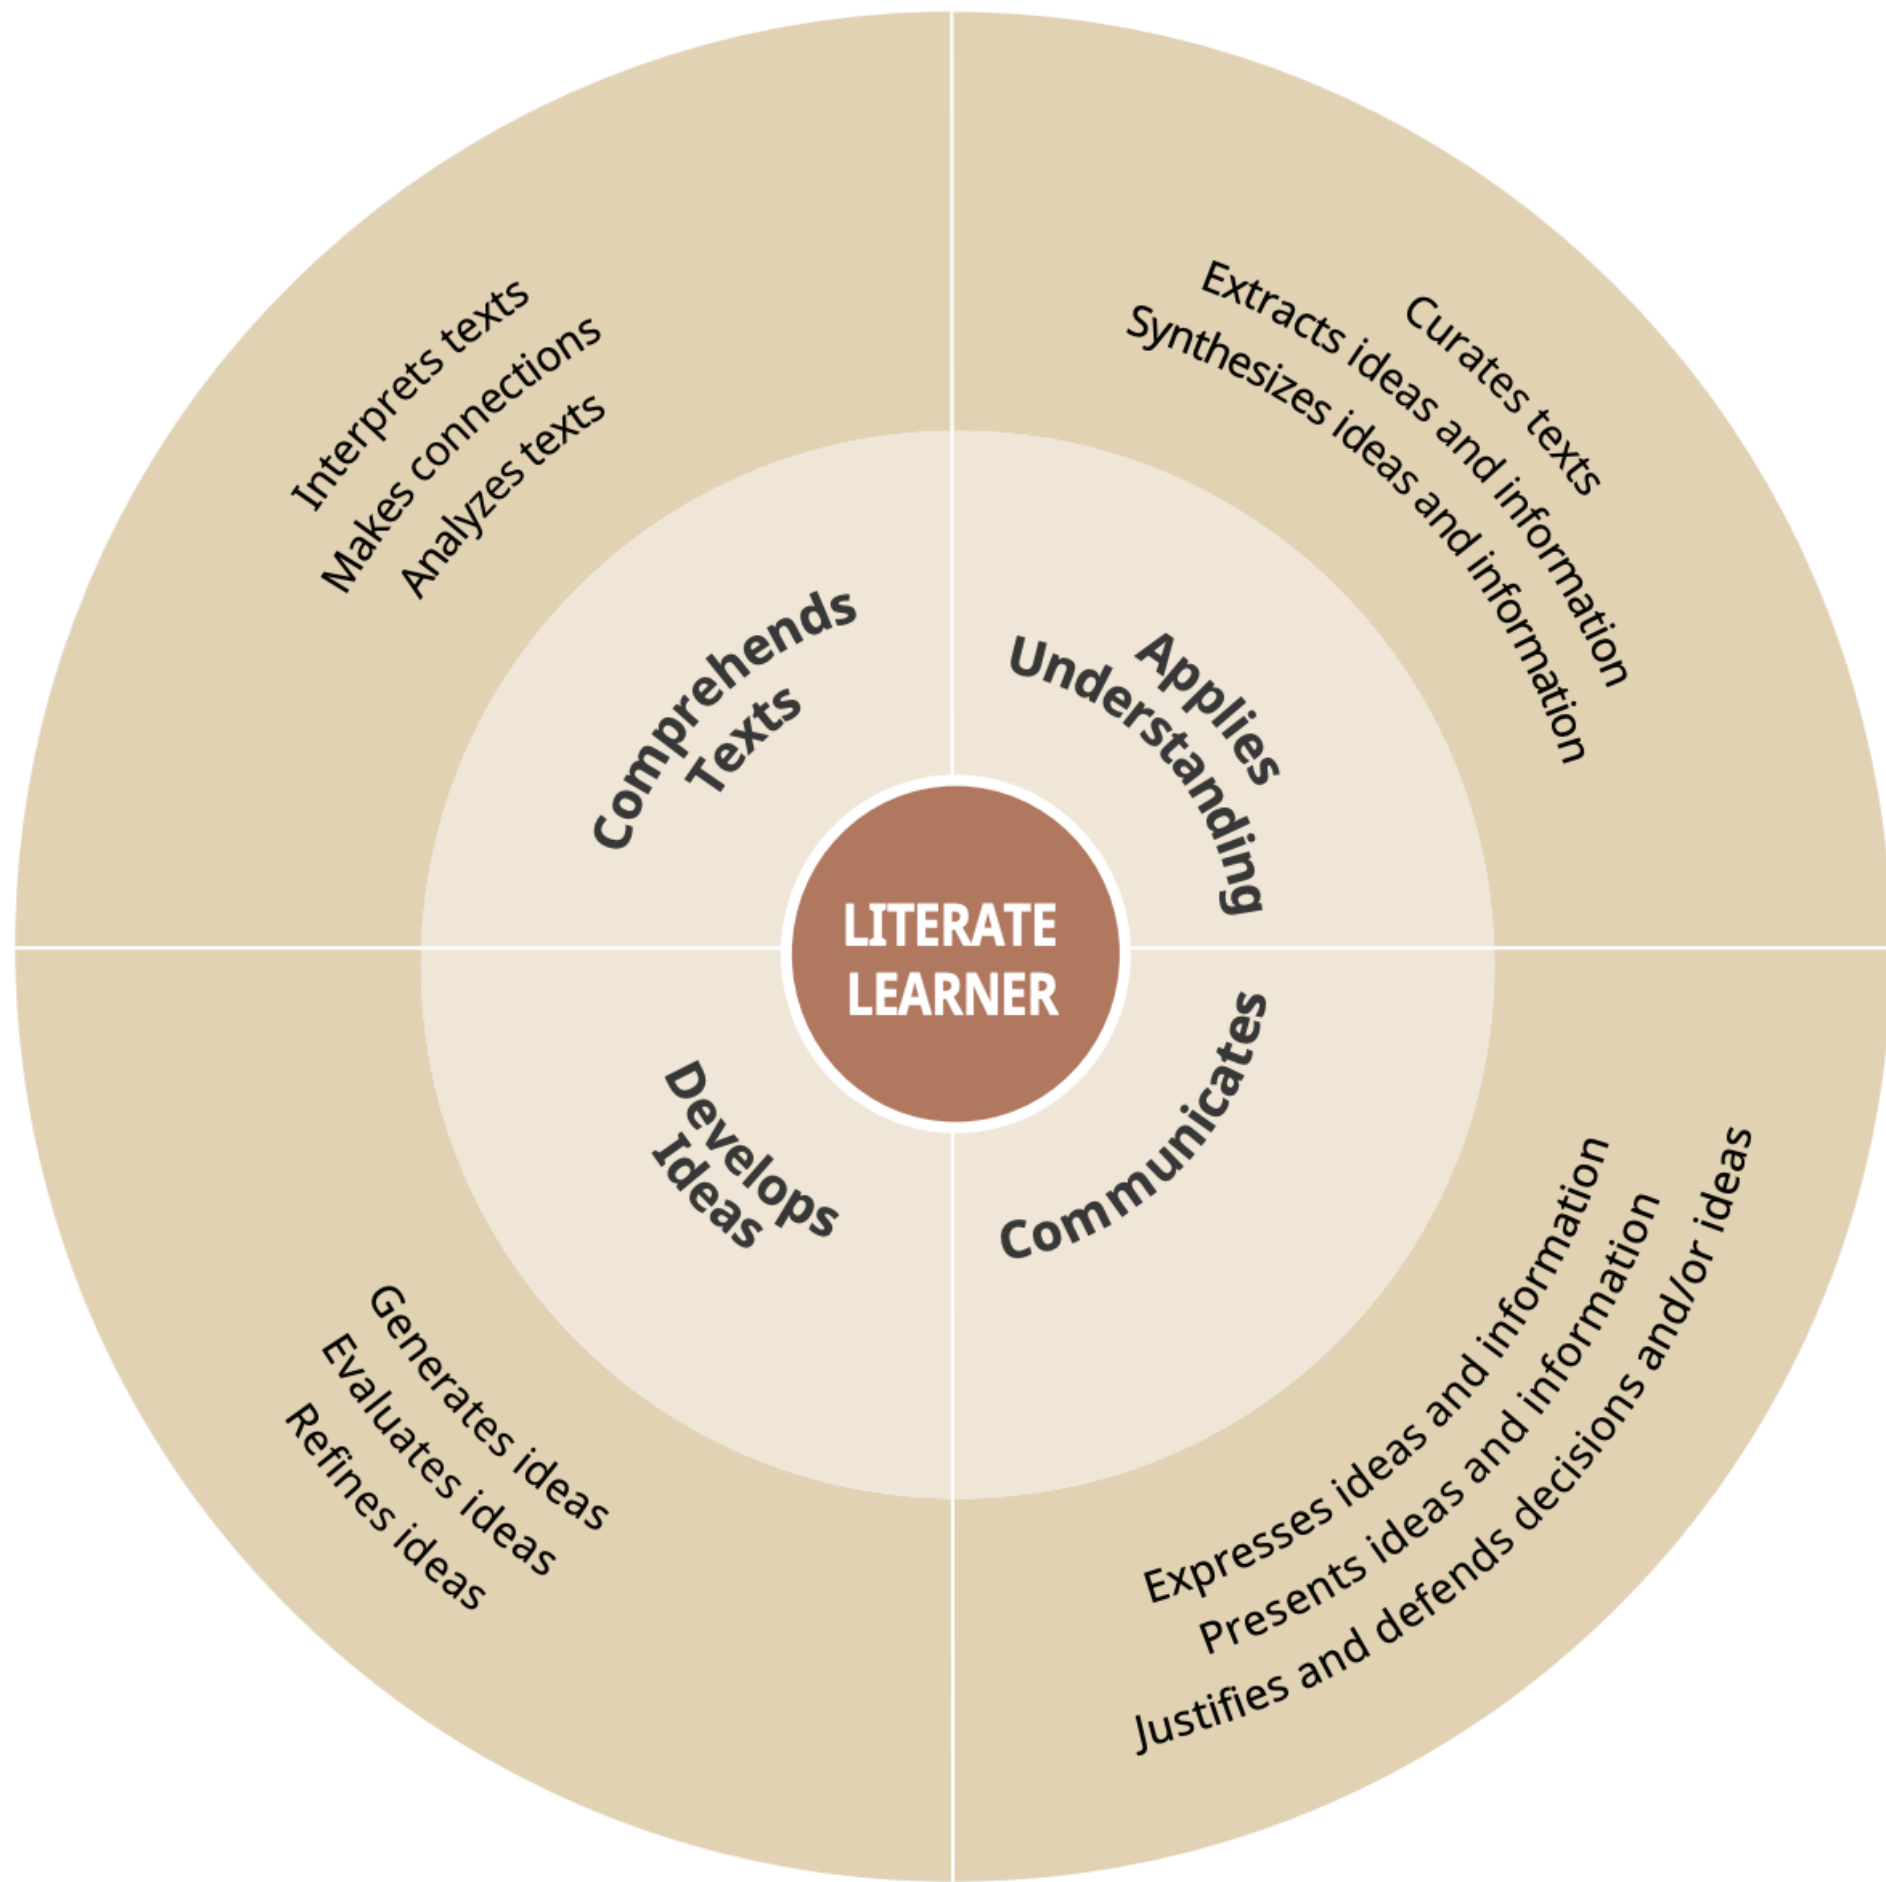 Interprets texts
Makes connections
Analyzes texts
Comprehends
Texts
Curates texts
Extracts ideas and information
Synthesizes ideas and information
Applies
Understanding
LITERATE
LEARNER
Develops
Ideas
Generates ideas
Evaluates ideas
Refines ideas
Communicates
Expresses ideas and information
Presents ideas and information
Justifies and defends decisions and/or ideas